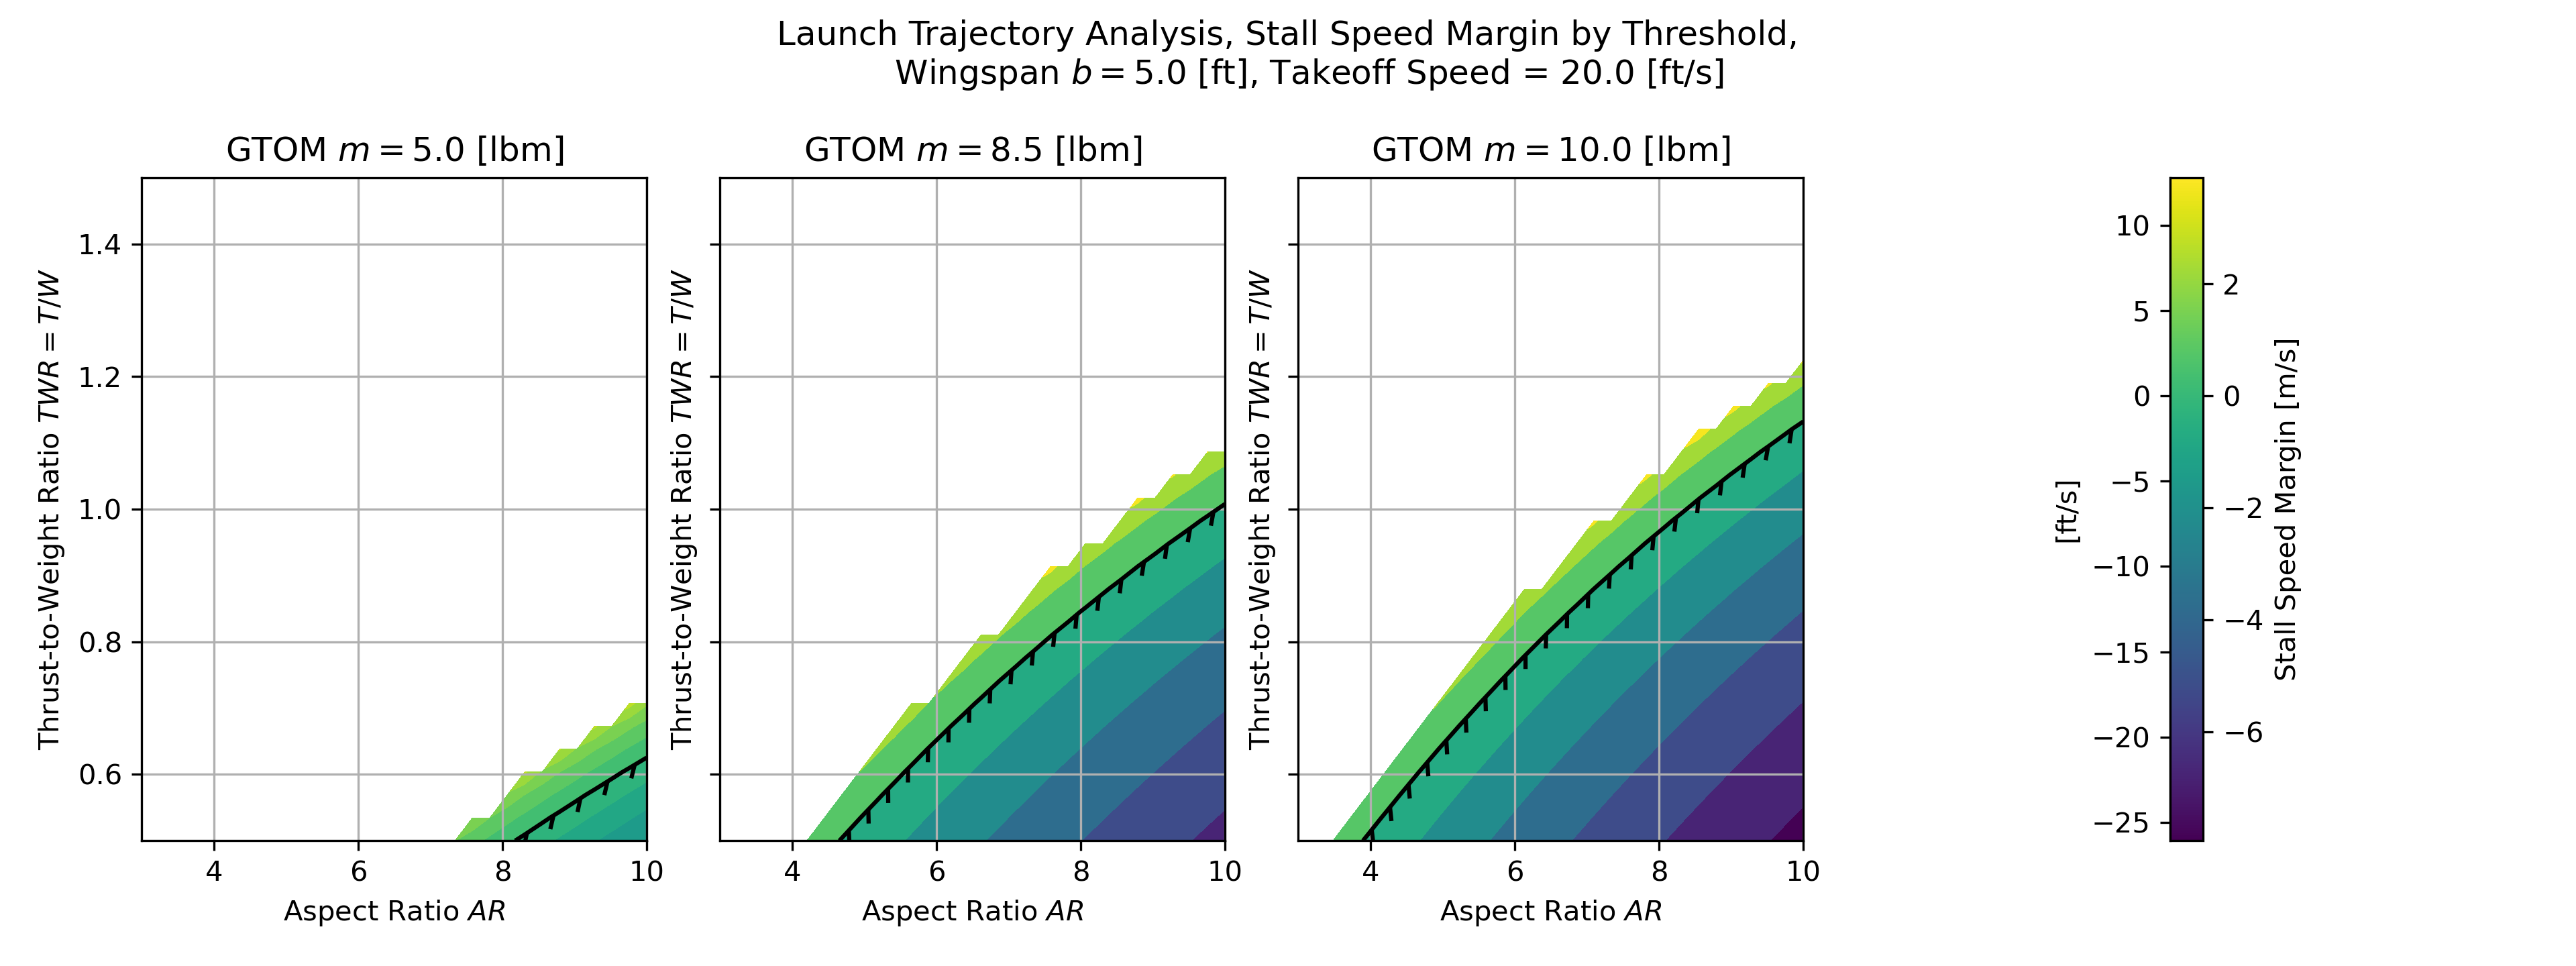 Launch Trajectory Analysis, Stall Speed Margin by Threshold,
Wingspan b = 5.0 [ft], Takeoff Speed = 20.0 [ft/s]
GTOM m = 5.0 [lbm]
Thrust-to-Weight Ratio TWR = T/W
1.4
1.2
1.0
0.8
0.6
4 6 8 10
Aspect Ratio AR
GTOM m = 8.5 [lbm]
Thrust-to-Weight Ratio TWR = T/W
4 6 8 10
Aspect Ratio AR
GTOM m = 10.0 [lbm]
Thrust-to-Weight Ratio TWR = T/W
4 6 8 10
Aspect Ratio AR
[ft/s]
10
5
0
−5
−10
−15
−20
−25
2
0
−2
−4
−6
Stall Speed Margin [m/s]